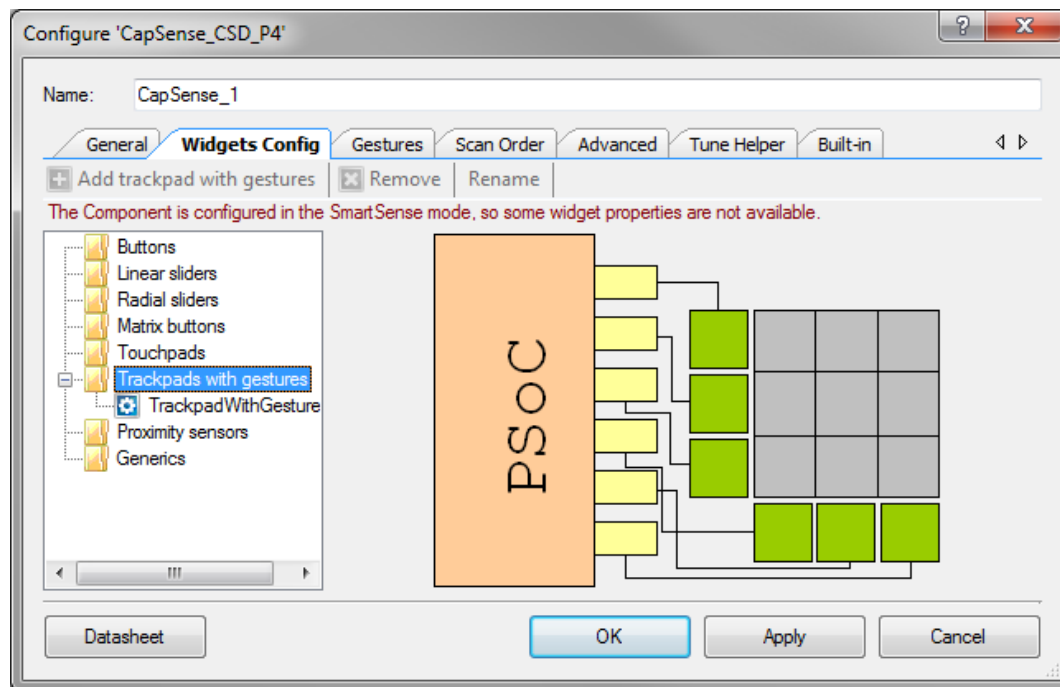 Configure 'CapSense_CSD_P4'
Name: CapSense_1
General Widgets Config Gestures Scan Order Advanced Tune Helper Built-in
Add trackpad with gestures Remove Rename
The Component is configured in the SmartSense mode, so some widget properties are not available.
Buttons
Linear sliders
Radial sliders
Matrix buttons
Touchpads
Trackpads with gestures
TrackpadWithGesture
Proximity sensors
Generics
PSoC
Datasheet OK Apply Cancel